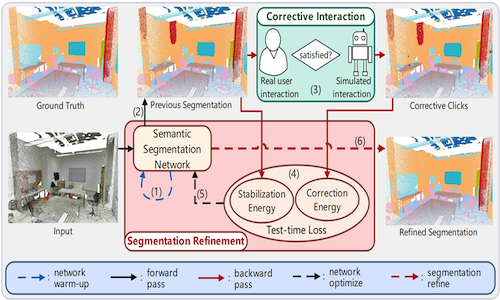 Corrective Interaction
satisfied?
Real user
interaction
(3)
Simulated
interaction
Ground Truth
Previous Segmentation
Corrective Clicks
(2)
Semantic
Segmentation
Network
(1)
(5)
(4)
(6)
Stabilization
Energy
Correction
Energy
Test-time Loss
Input
Segmentation Refinement
Refined Segmentation
: network
warm-up
: forward
pass
: backward
pass
: network
optimize
: segmentation
refine